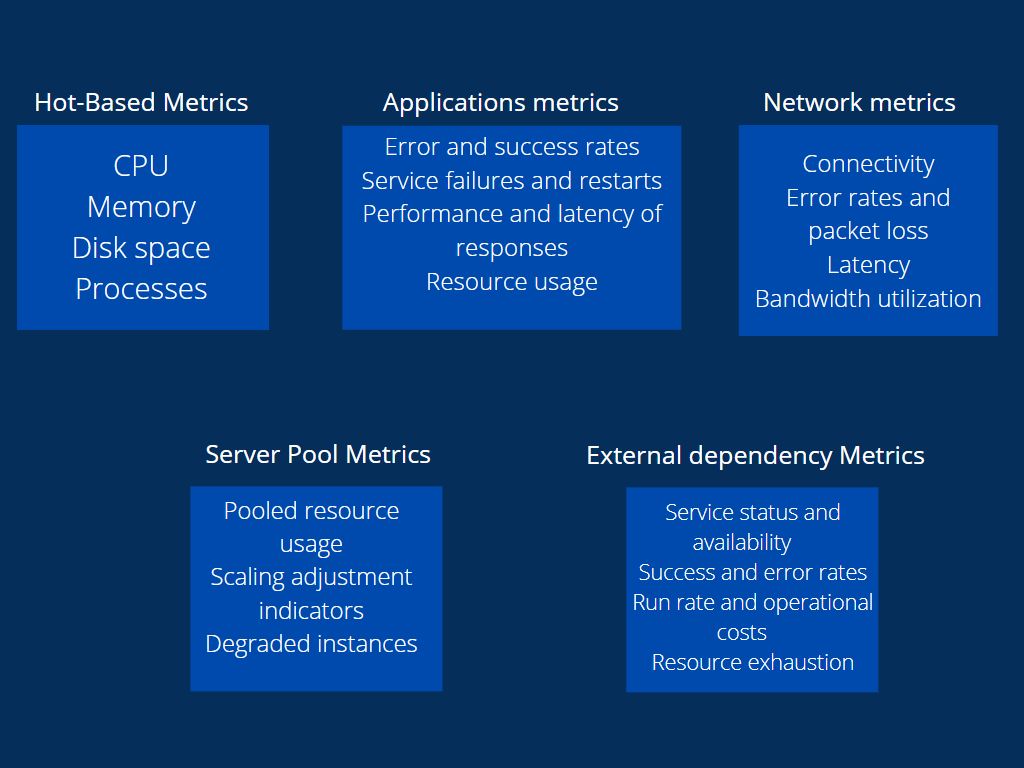 Hot-Based Metrics
CPU
Memory
Disk space
Processes
Applications metrics
Error and success rates
Service failures and restarts
Performance and latency of
responses
Resource usage
Network metrics
Connectivity
Error rates and
packet loss
Latency
Bandwidth utilization
Server Pool Metrics
Pooled resource
usage
Scaling adjustment
indicators
Degraded instances
External dependency Metrics
Service status and
availability
Success and error rates
Run rate and operational
costs
Resource exhaustion